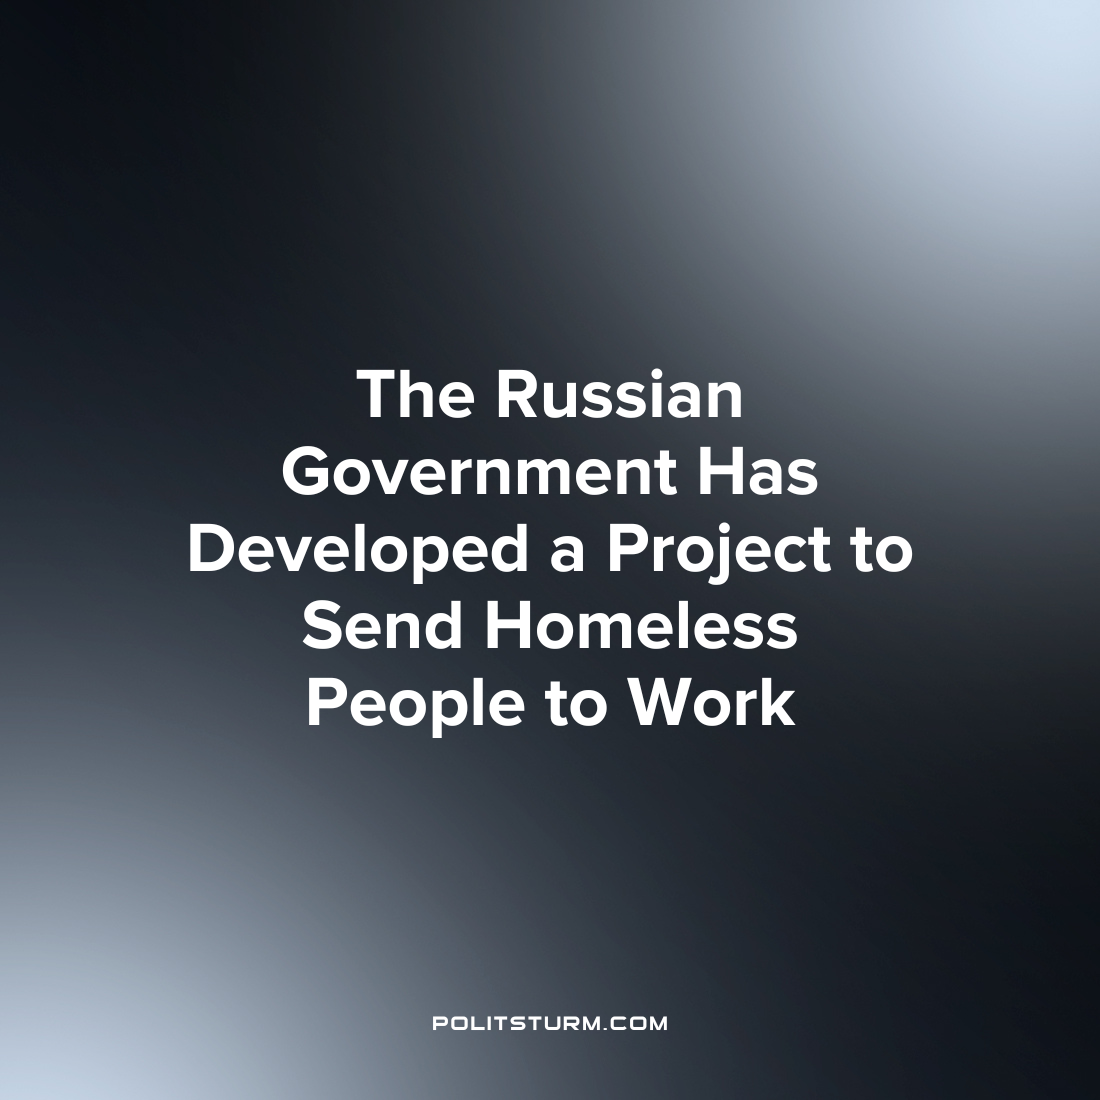 The Russian
Government Has
Developed a Project to
Send Homeless
People to Work
POLITSTURM.COM